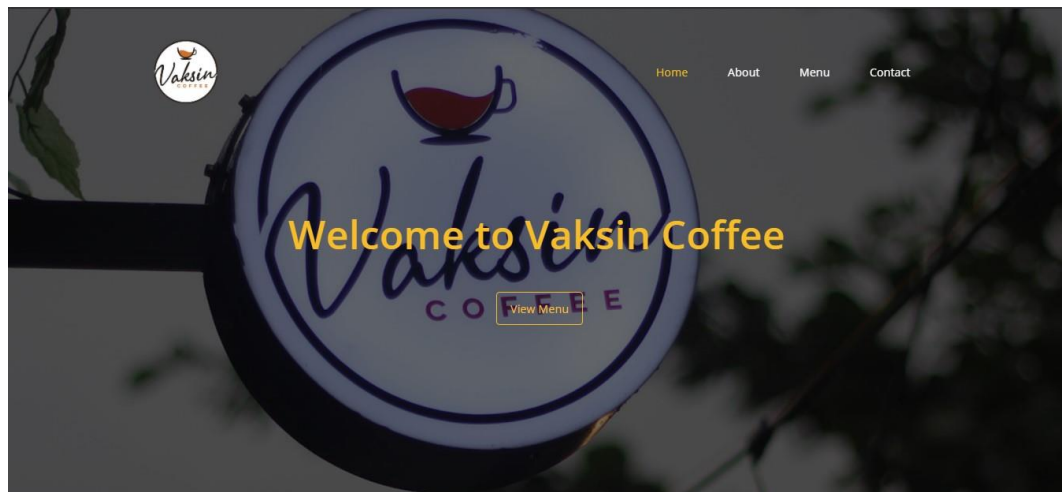 Vaksin
COFFEE
Home
About
Menu
Contact
Vaksin
COFFEE
Welcome to Vaksin Coffee
View Menu